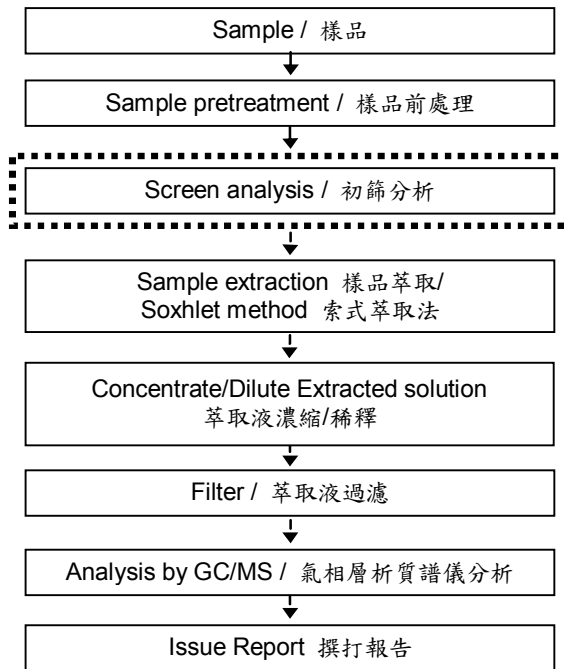 Sample / 樣品
Sample pretreatment / 樣品前處理
Screen analysis / 初篩分析
Sample extraction 樣品萃取/
Soxhlet method 索式萃取法
Concentrate/Dilute Extracted solution
萃取液濃縮/稀釋
Filter / 萃取液過濾
Analysis by GC/MS / 氣相層析質譜儀分析
Issue Report 撰打報告